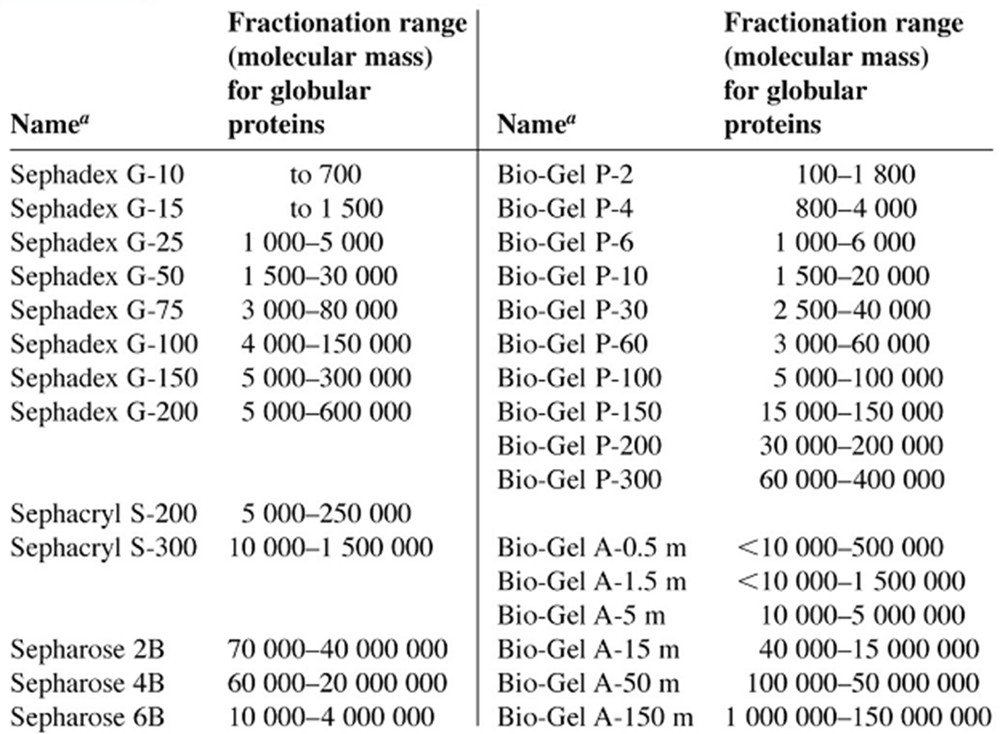 Fractionation range (molecular mass) for globular proteins Fractionation range (molecular mass) for globular proteins
Nameᵃ Nameᵃ
Sephadex G-10 to 700 Bio-Gel P-2 100–1 800
Sephadex G-15 to 1 500 Bio-Gel P-4 800–4 000
Sephadex G-25 1 000–5 000 Bio-Gel P-6 1 000–6 000
Sephadex G-50 1 500–30 000 Bio-Gel P-10 1 500–20 000
Sephadex G-75 3 000–80 000 Bio-Gel P-30 2 500–40 000
Sephadex G-100 4 000–150 000 Bio-Gel P-60 3 000–60 000
Sephadex G-150 5 000–300 000 Bio-Gel P-100 5 000–100 000
Sephadex G-200 5 000–600 000 Bio-Gel P-150 15 000–150 000
Bio-Gel P-200 30 000–200 000
Bio-Gel P-300 60 000–400 000
Sephacryl S-200 5 000–250 000
Sephacryl S-300 10 000–1 500 000 Bio-Gel A-0.5 m <10 000–500 000
Bio-Gel A-1.5 m <10 000–1 500 000
Bio-Gel A-5 m 10 000–5 000 000
Sepharose 2B 70 000–40 000 000 Bio-Gel A-15 m 40 000–15 000 000
Sepharose 4B 60 000–20 000 000 Bio-Gel A-50 m 100 000–50 000 000
Sepharose 6B 10 000–4 000 000 Bio-Gel A-150 m 1 000 000–150 000 000